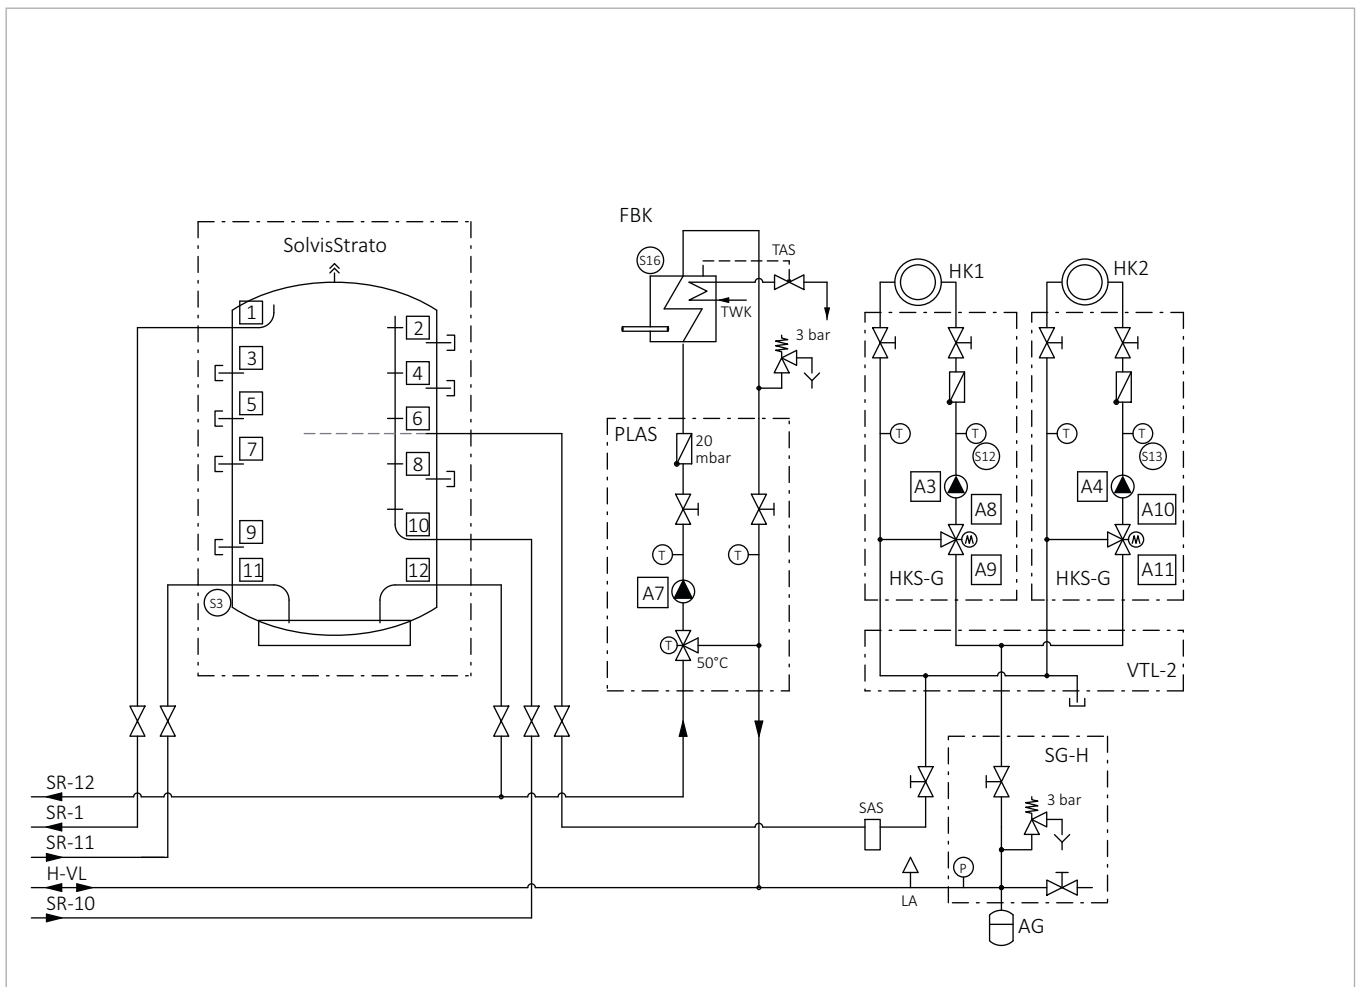 FBK
SolvisStrato
S16
TAS
TWK
3 bar
HK1
HK2
1
2
3
4
5
6
7
8
9
10
11
12
S3
PLAS
20
mbar
T
T
A7
T
50°C
T
T
S12
A3
A8
A9
HKS-G
T
T
S13
A4
A10
M
M
A11
HKS-G
VTL-2
SG-H
3 bar
SR-12
SR-1
SR-11
H-VL
SR-10
SAS
LA
P
AG